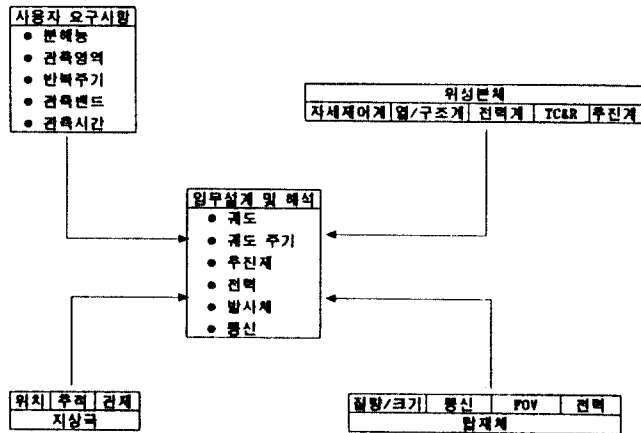 사용자 요구사항
● 분해능
● 관측영역
● 반복주기
● 관측밴드
● 관측시간
위성본체
자세제어계 열/구조계 전력계 TC&R 추진계
임무설계 및 해석
● 궤도
● 궤도 주기
● 추진재
● 전력
● 발사체
● 통신
위치 추적 관제
지상국
질량/크기 통신 FOV 전력
탑재체